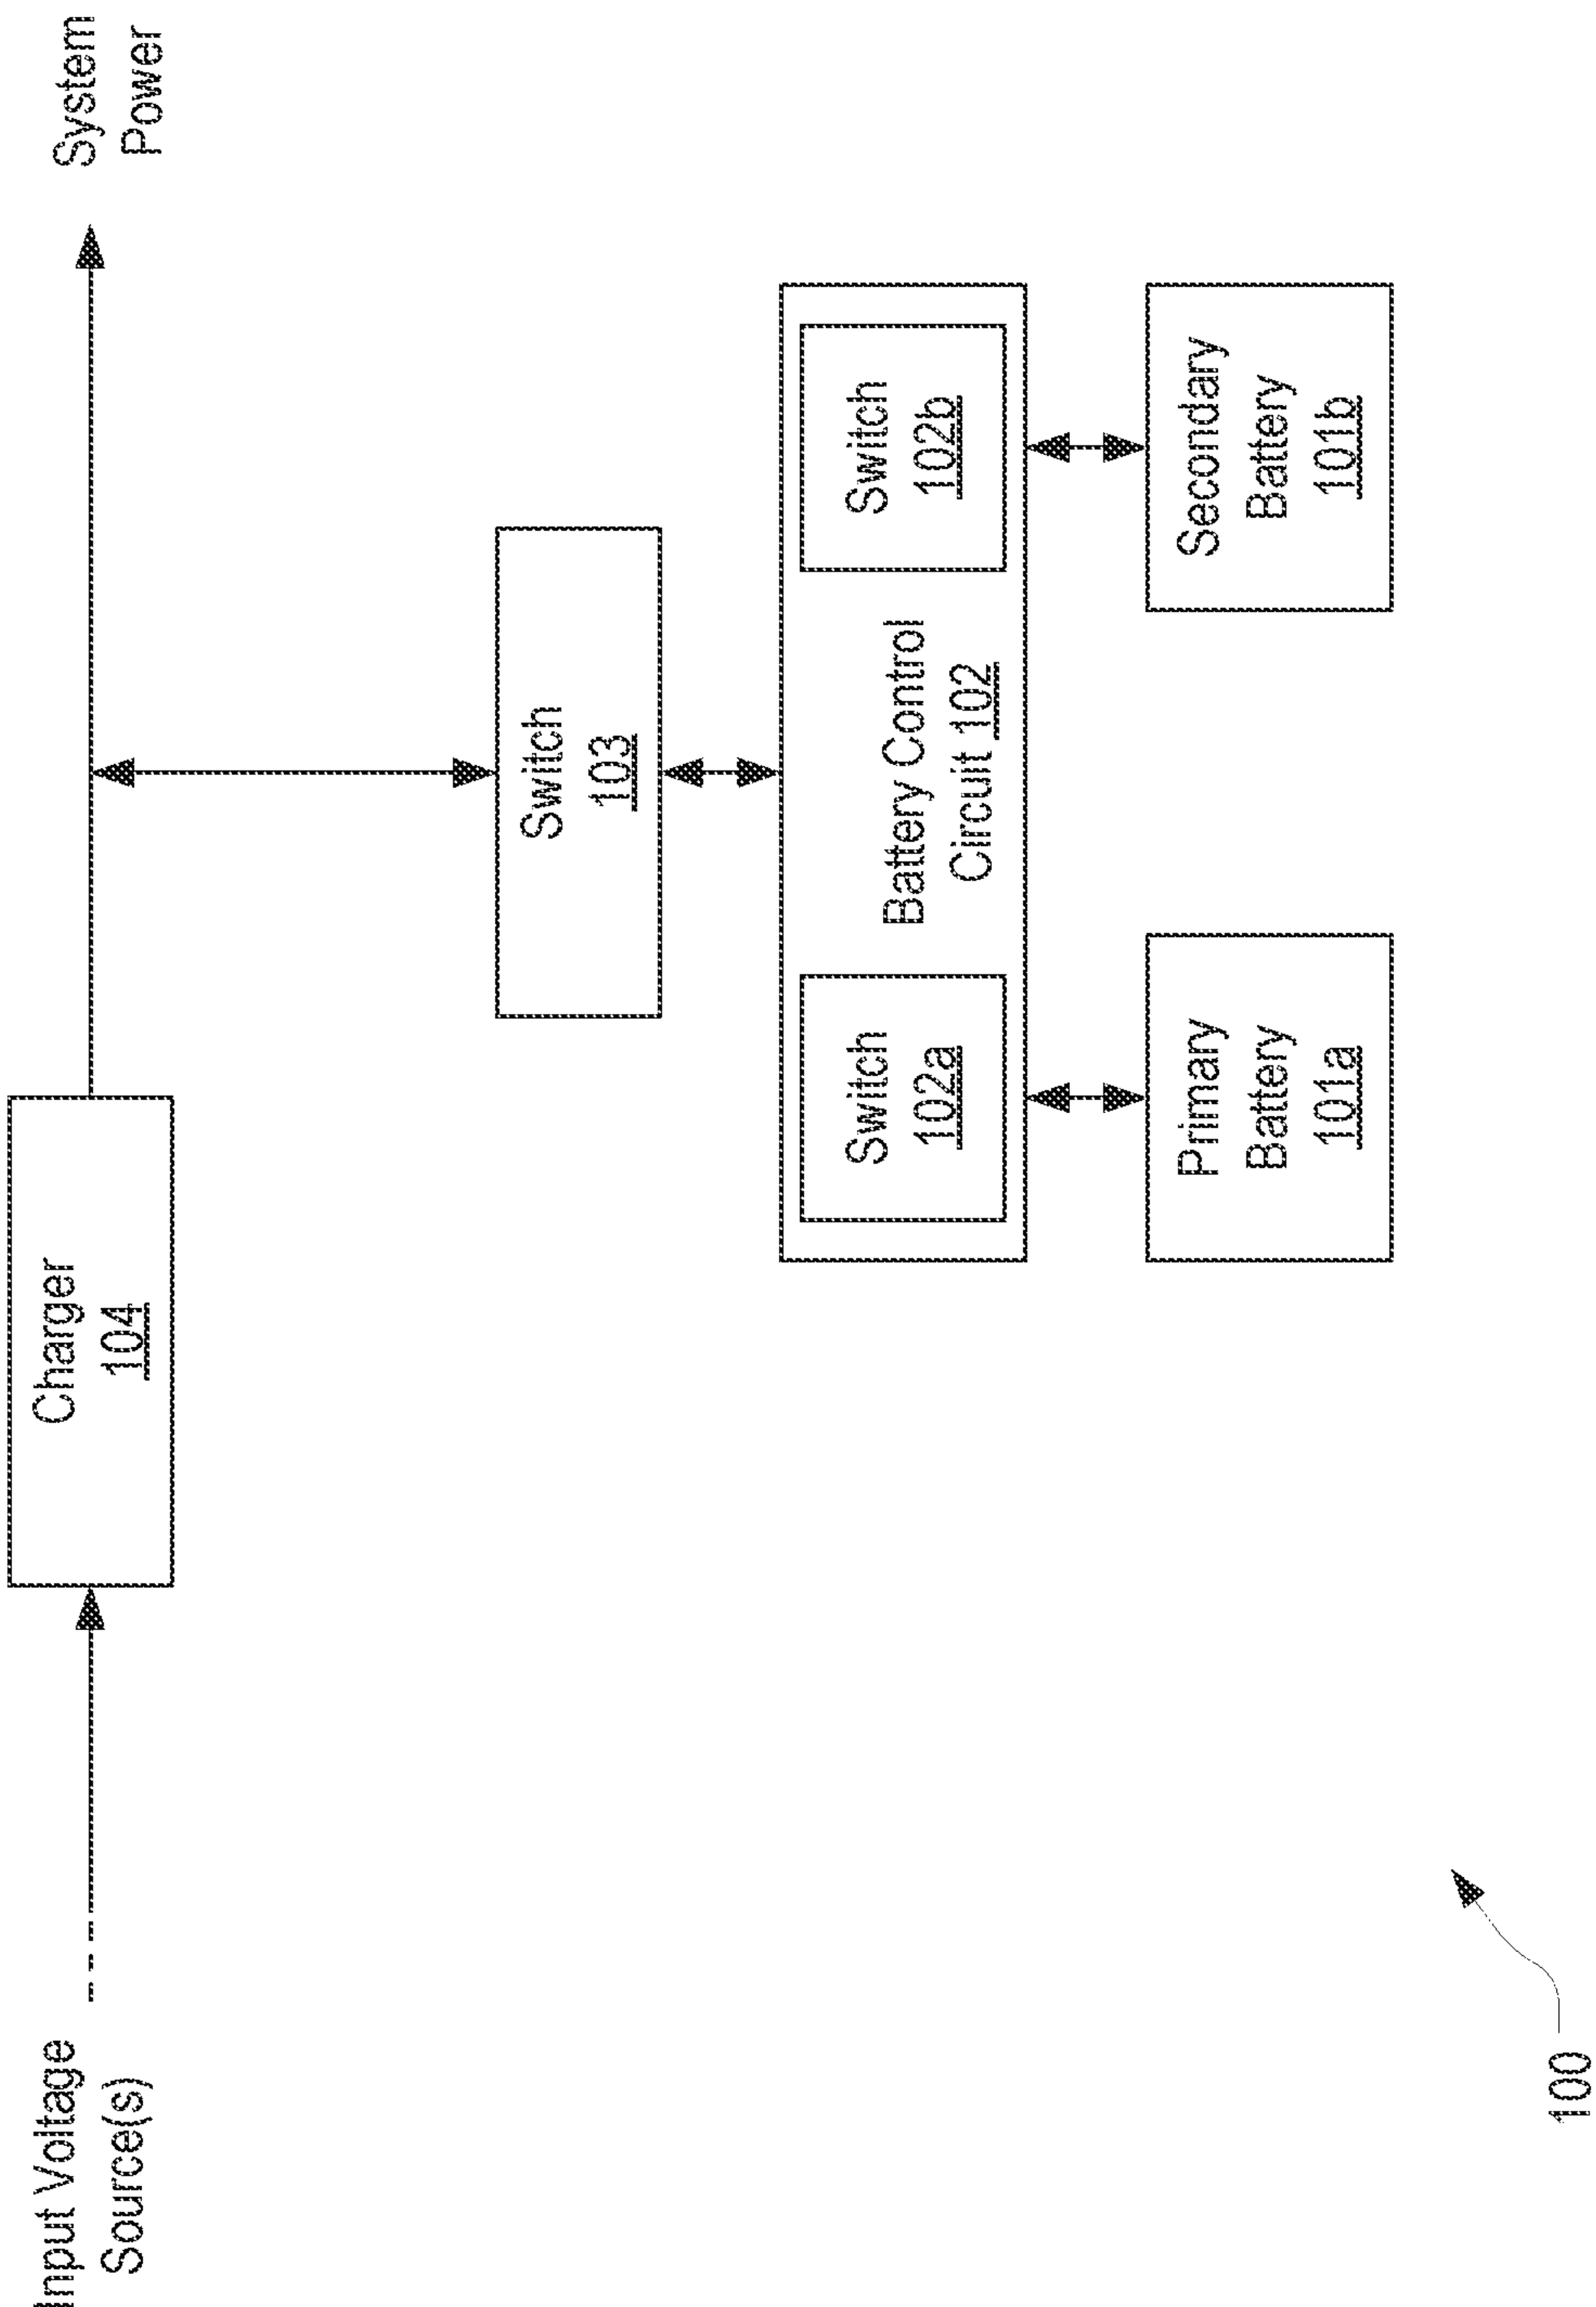 Input Voltage
Source(s)
Charger
104
System
Power
Switch
103
Switch
102a
Battery Control
Circuit 102
Switch
102b
Primary
Battery
101a
Secondary
Battery
101b
100